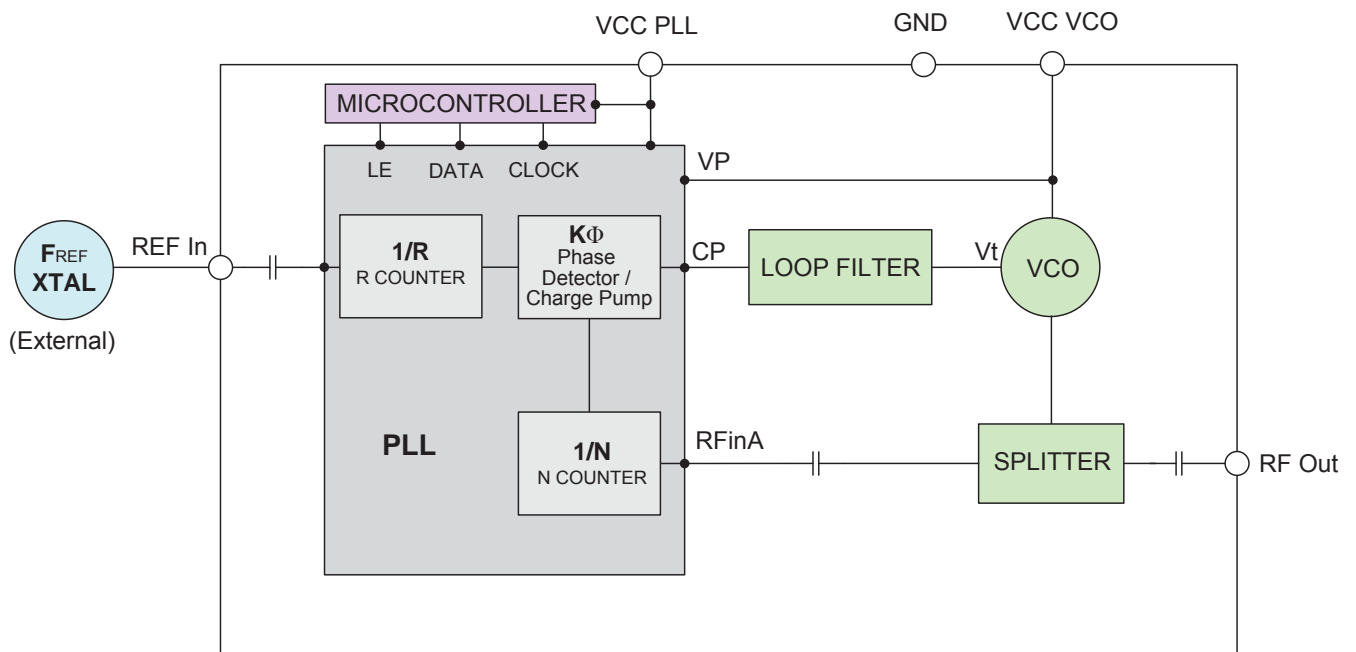 VCC PLL
GND
VCC VCO
MICROCONTROLLER
LE
DATA
CLOCK
VP
FREF
XTAL
(External)
REF In
1/R
R COUNTER
KΦ
Phase
Detector /
Charge Pump
CP
LOOP FILTER
Vt
VCO
PLL
1/N
N COUNTER
RFinA
SPLITTER
RF Out